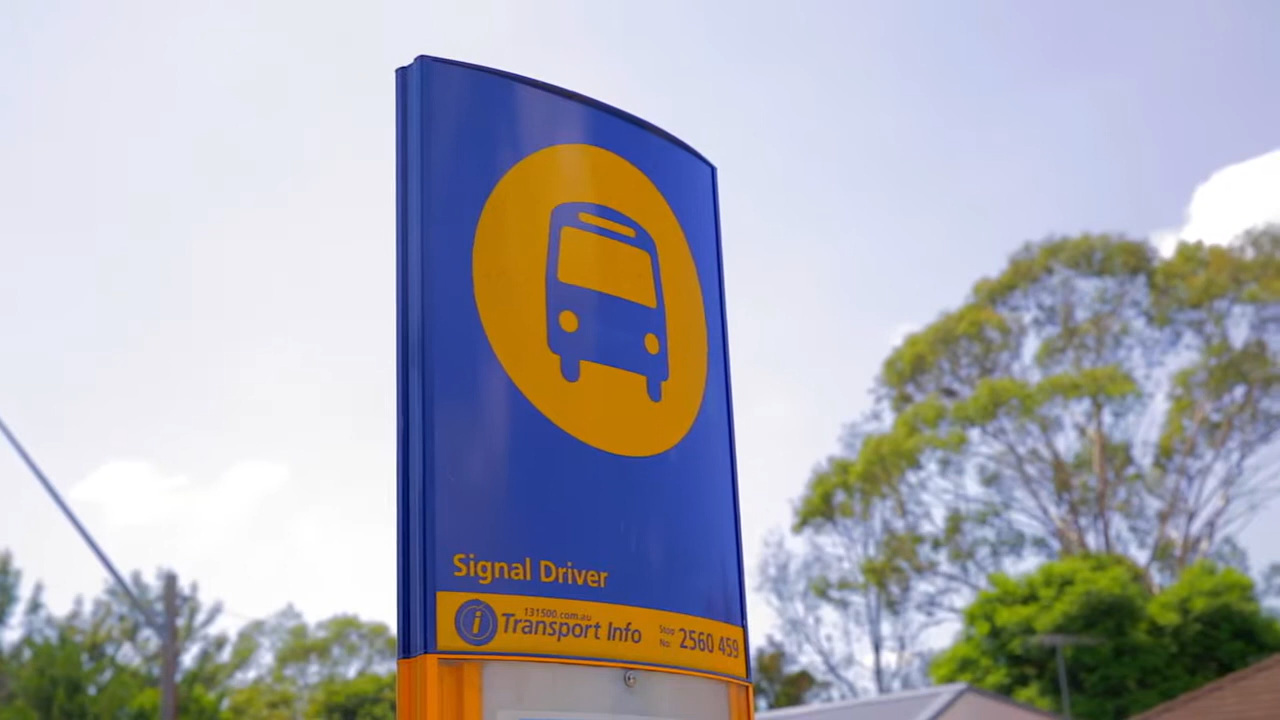 Signal Driver
131500.com.au
Transport Info
Stop
No:
2560 459